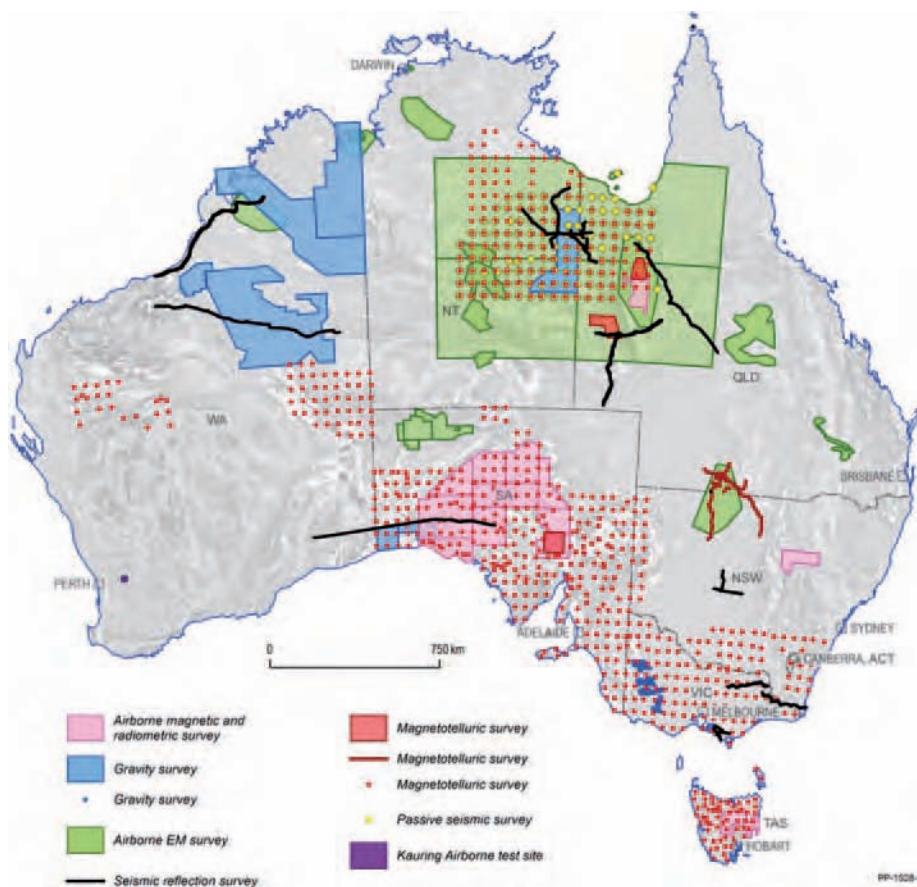 DARWIN
NT
QLD
WA
SA
BRISBANE
PERTH
NSW
ADELAIDE
SYDNEY
CANBERRA, ACT
VIC
MELBOURNE
TAS
HOBART
0
750 km
Airborne magnetic and
radiometric survey
Gravity survey
Gravity survey
Airborne EM survey
Seismic reflection survey
Magnetotelluric survey
Magnetotelluric survey
Magnetotelluric survey
Passive seismic survey
Kauring Airborne test site